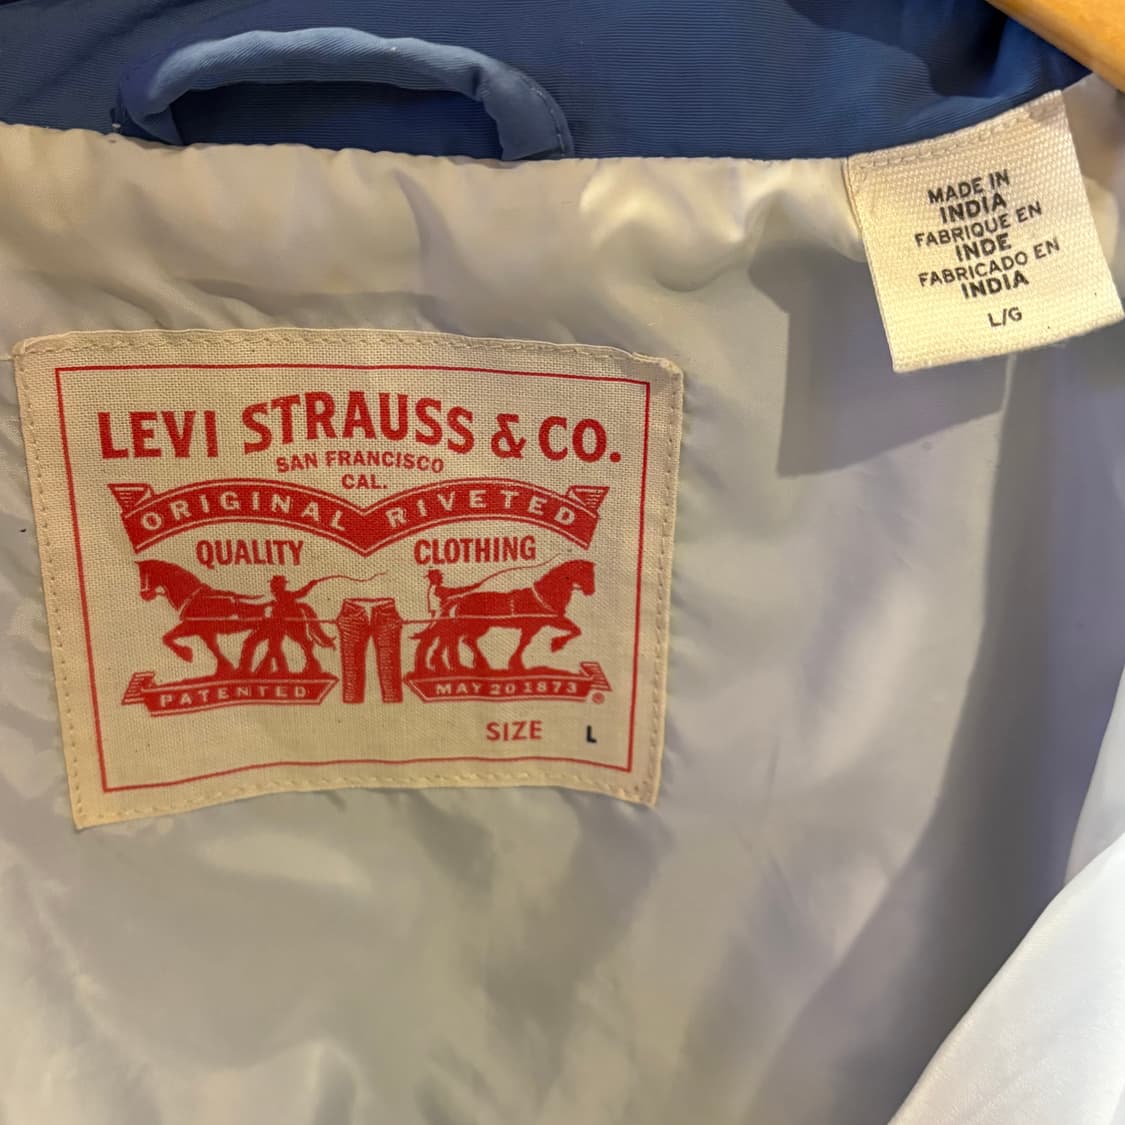 LEVI STRAUSS & CO.
SAN FRANCISCO
CAL.
ORIGINAL RIVETED
QUALITY CLOTHING
PATENTED MAY 20 1873 ®
SIZE L
MADE IN
INDIA
FABRIQUE EN
INDE
FABRICADO EN
INDIA
L/G